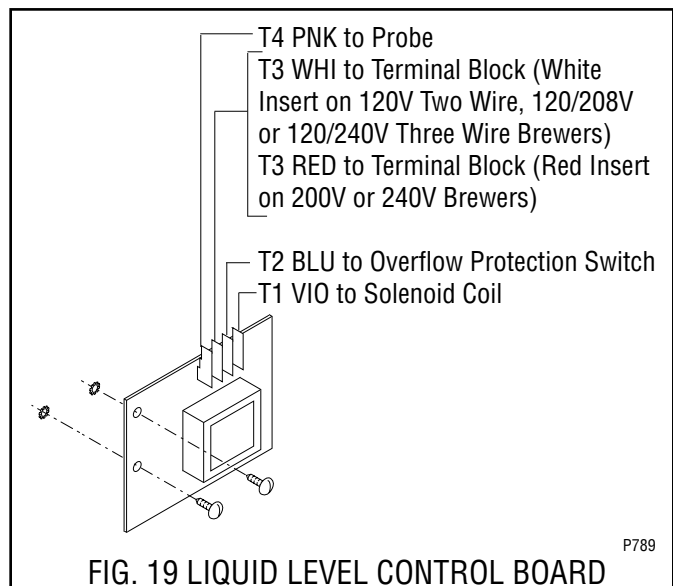 T4 PNK to Probe
T3 WHI to Terminal Block (White
Insert on 120V Two Wire, 120/208V
or 120/240V Three Wire Brewers)
T3 RED to Terminal Block (Red Insert
on 200V or 240V Brewers)
T2 BLU to Overflow Protection Switch
T1 VIO to Solenoid Coil
P789
FIG. 19 LIQUID LEVEL CONTROL BOARD